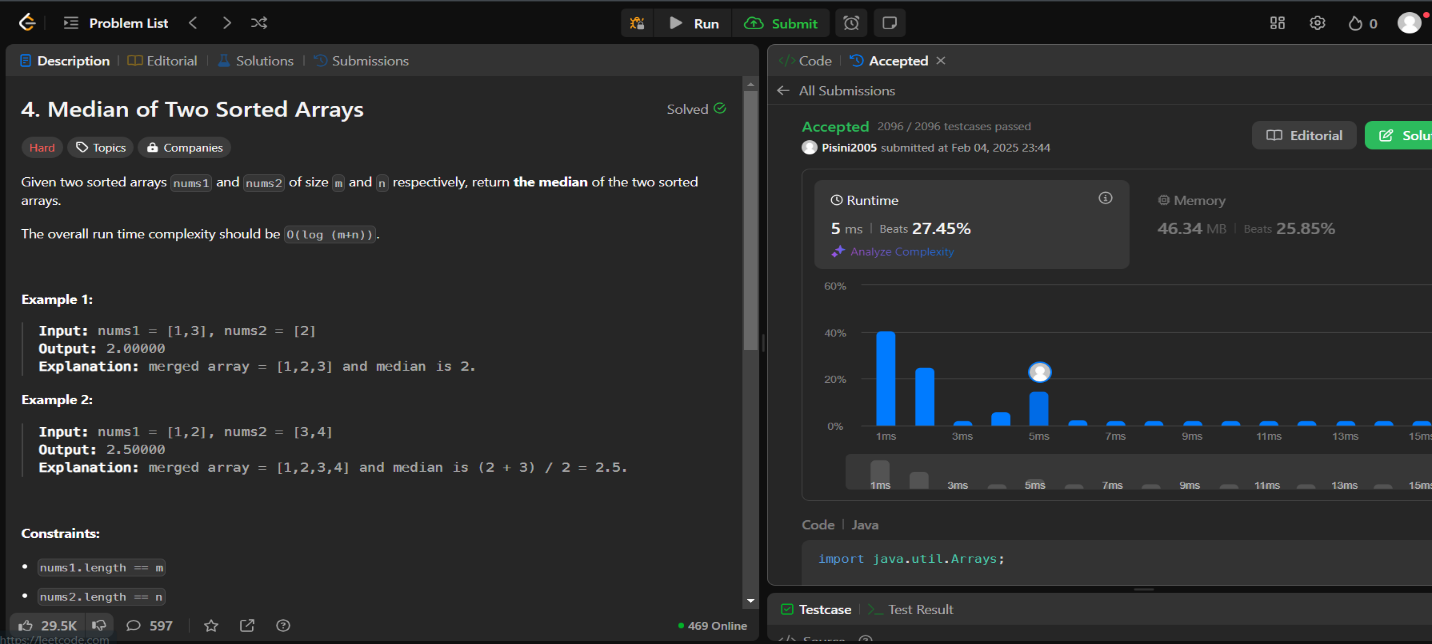 Problem List
Run
Submit
0
Description
Editorial
Solutions
Submissions
4. Median of Two Sorted Arrays
Solved
Hard
Topics
Companies
Given two sorted arrays nums1 and nums2 of size m and n respectively, return the median of the two sorted
arrays.
The overall run time complexity should be O(log (m+n)).
Example 1:
Input: nums1 = [1,3], nums2 = [2]
Output: 2.00000
Explanation: merged array = [1,2,3] and median is 2.
Example 2:
Input: nums1 = [1,2], nums2 = [3,4]
Output: 2.50000
Explanation: merged array = [1,2,3,4] and median is (2 + 3) / 2 = 2.5.
Constraints:
nums1.length == m
nums2.length == n
29.5K
597
469 Online
https://leetcode.com
</> Code
Accepted
All Submissions
Accepted 2096 / 2096 testcases passed
Pisini2005 submitted at Feb 04, 2025 23:44
Editorial
Solu
Runtime
5 ms | Beats 27.45%
Analyze Complexity
Memory
46.34 MB | Beats 25.85%
60%
40%
20%
0%
1ms 3ms 5ms 7ms 9ms 11ms 13ms 15ms
1ms 3ms 5ms 7ms 9ms 11ms 13ms 15ms
Code | Java
import java.util.Arrays;
Testcase
>_ Test Result
</> Source